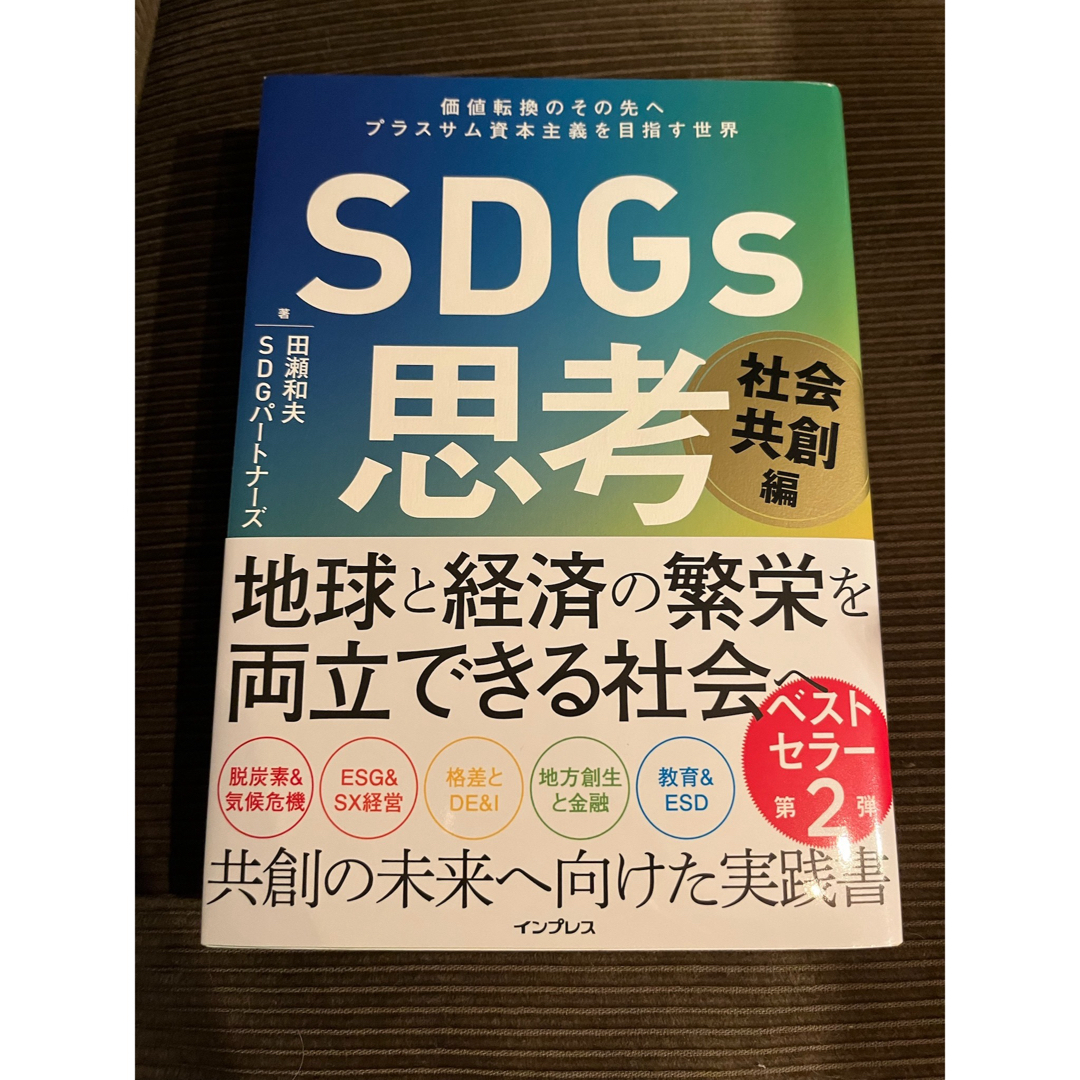 価値転換のその先へ
プラスサム資本主義を目指す世界
SDGs
思考
社会
共創
編
著
田瀬和夫
SDGパートナーズ
地球と経済の繁栄を
両立できる社会へ
ベスト
セラー
第2弾
脱炭素&
気候危機
ESG&
SX経営
格差と
DE&I
地方創生
と金融
教育&
ESD
共創の未来へ向けた実践書
インプレス